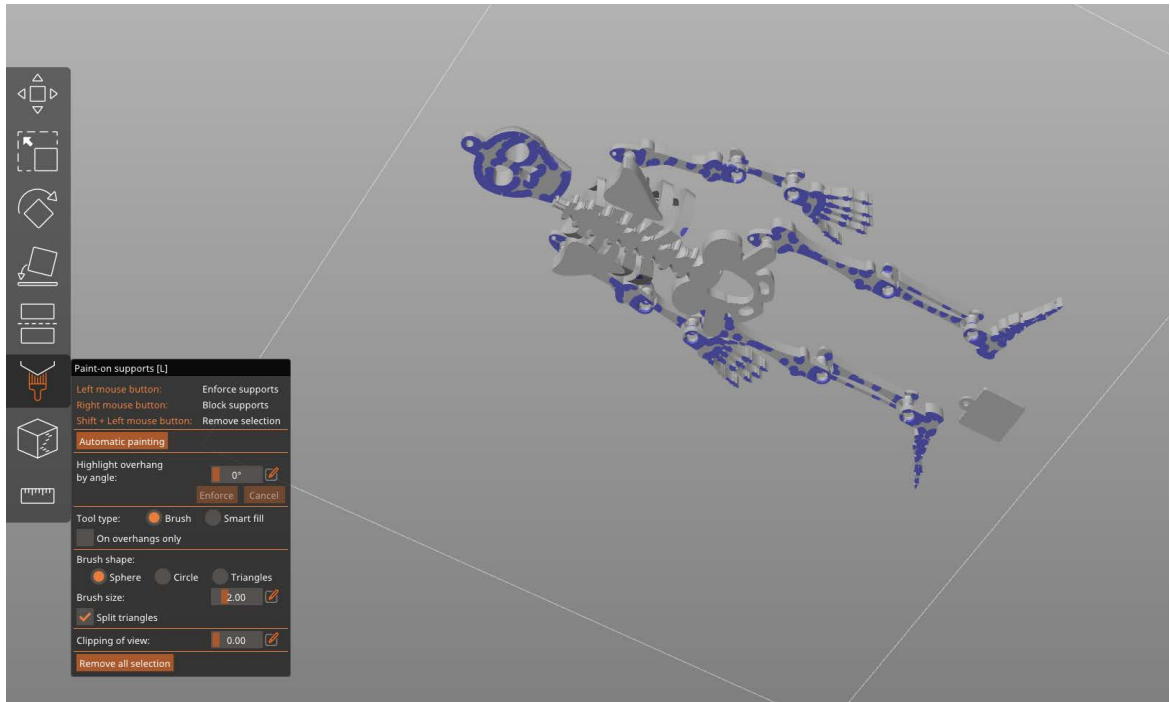 Paint-on supports [L]
Left mouse button: Enforce supports
Right mouse button: Block supports
Shift + Left mouse button: Remove selection
Automatic painting
Highlight overhang
by angle: 0°
Enforce Cancel
Tool type: Brush Smart fill
On overhangs only
Brush shape:
Sphere Circle Triangles
Brush size: 2.00
Split triangles
Clipping of view: 0.00
Remove all selection